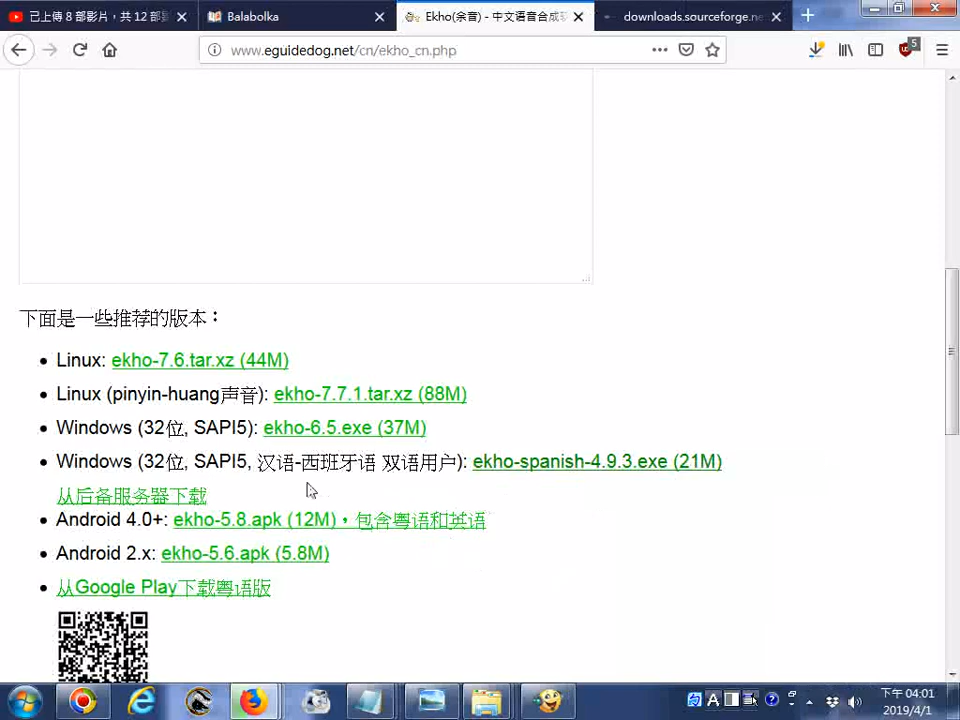 已上傳 8 部影片，共 12 部影
Balabolka
Ekho(余音) - 中文语音合成软
downloads.sourceforge.ne
www.eguidedog.net/cn/ekho_cn.php
5
下面是一些推荐的版本：
Linux: ekho-7.6.tar.xz (44M)
Linux (pinyin-huang声音): ekho-7.7.1.tar.xz (88M)
Windows (32位, SAPI5): ekho-6.5.exe (37M)
Windows (32位, SAPI5, 汉语-西班牙语 双语用户): ekho-spanish-4.9.3.exe (21M)
从后备服务器下载
Android 4.0+: ekho-5.8.apk (12M)，包含粤语和英语
Android 2.x: ekho-5.6.apk (5.8M)
从Google Play下载粤语版
A
下午 04:01
2019/4/1